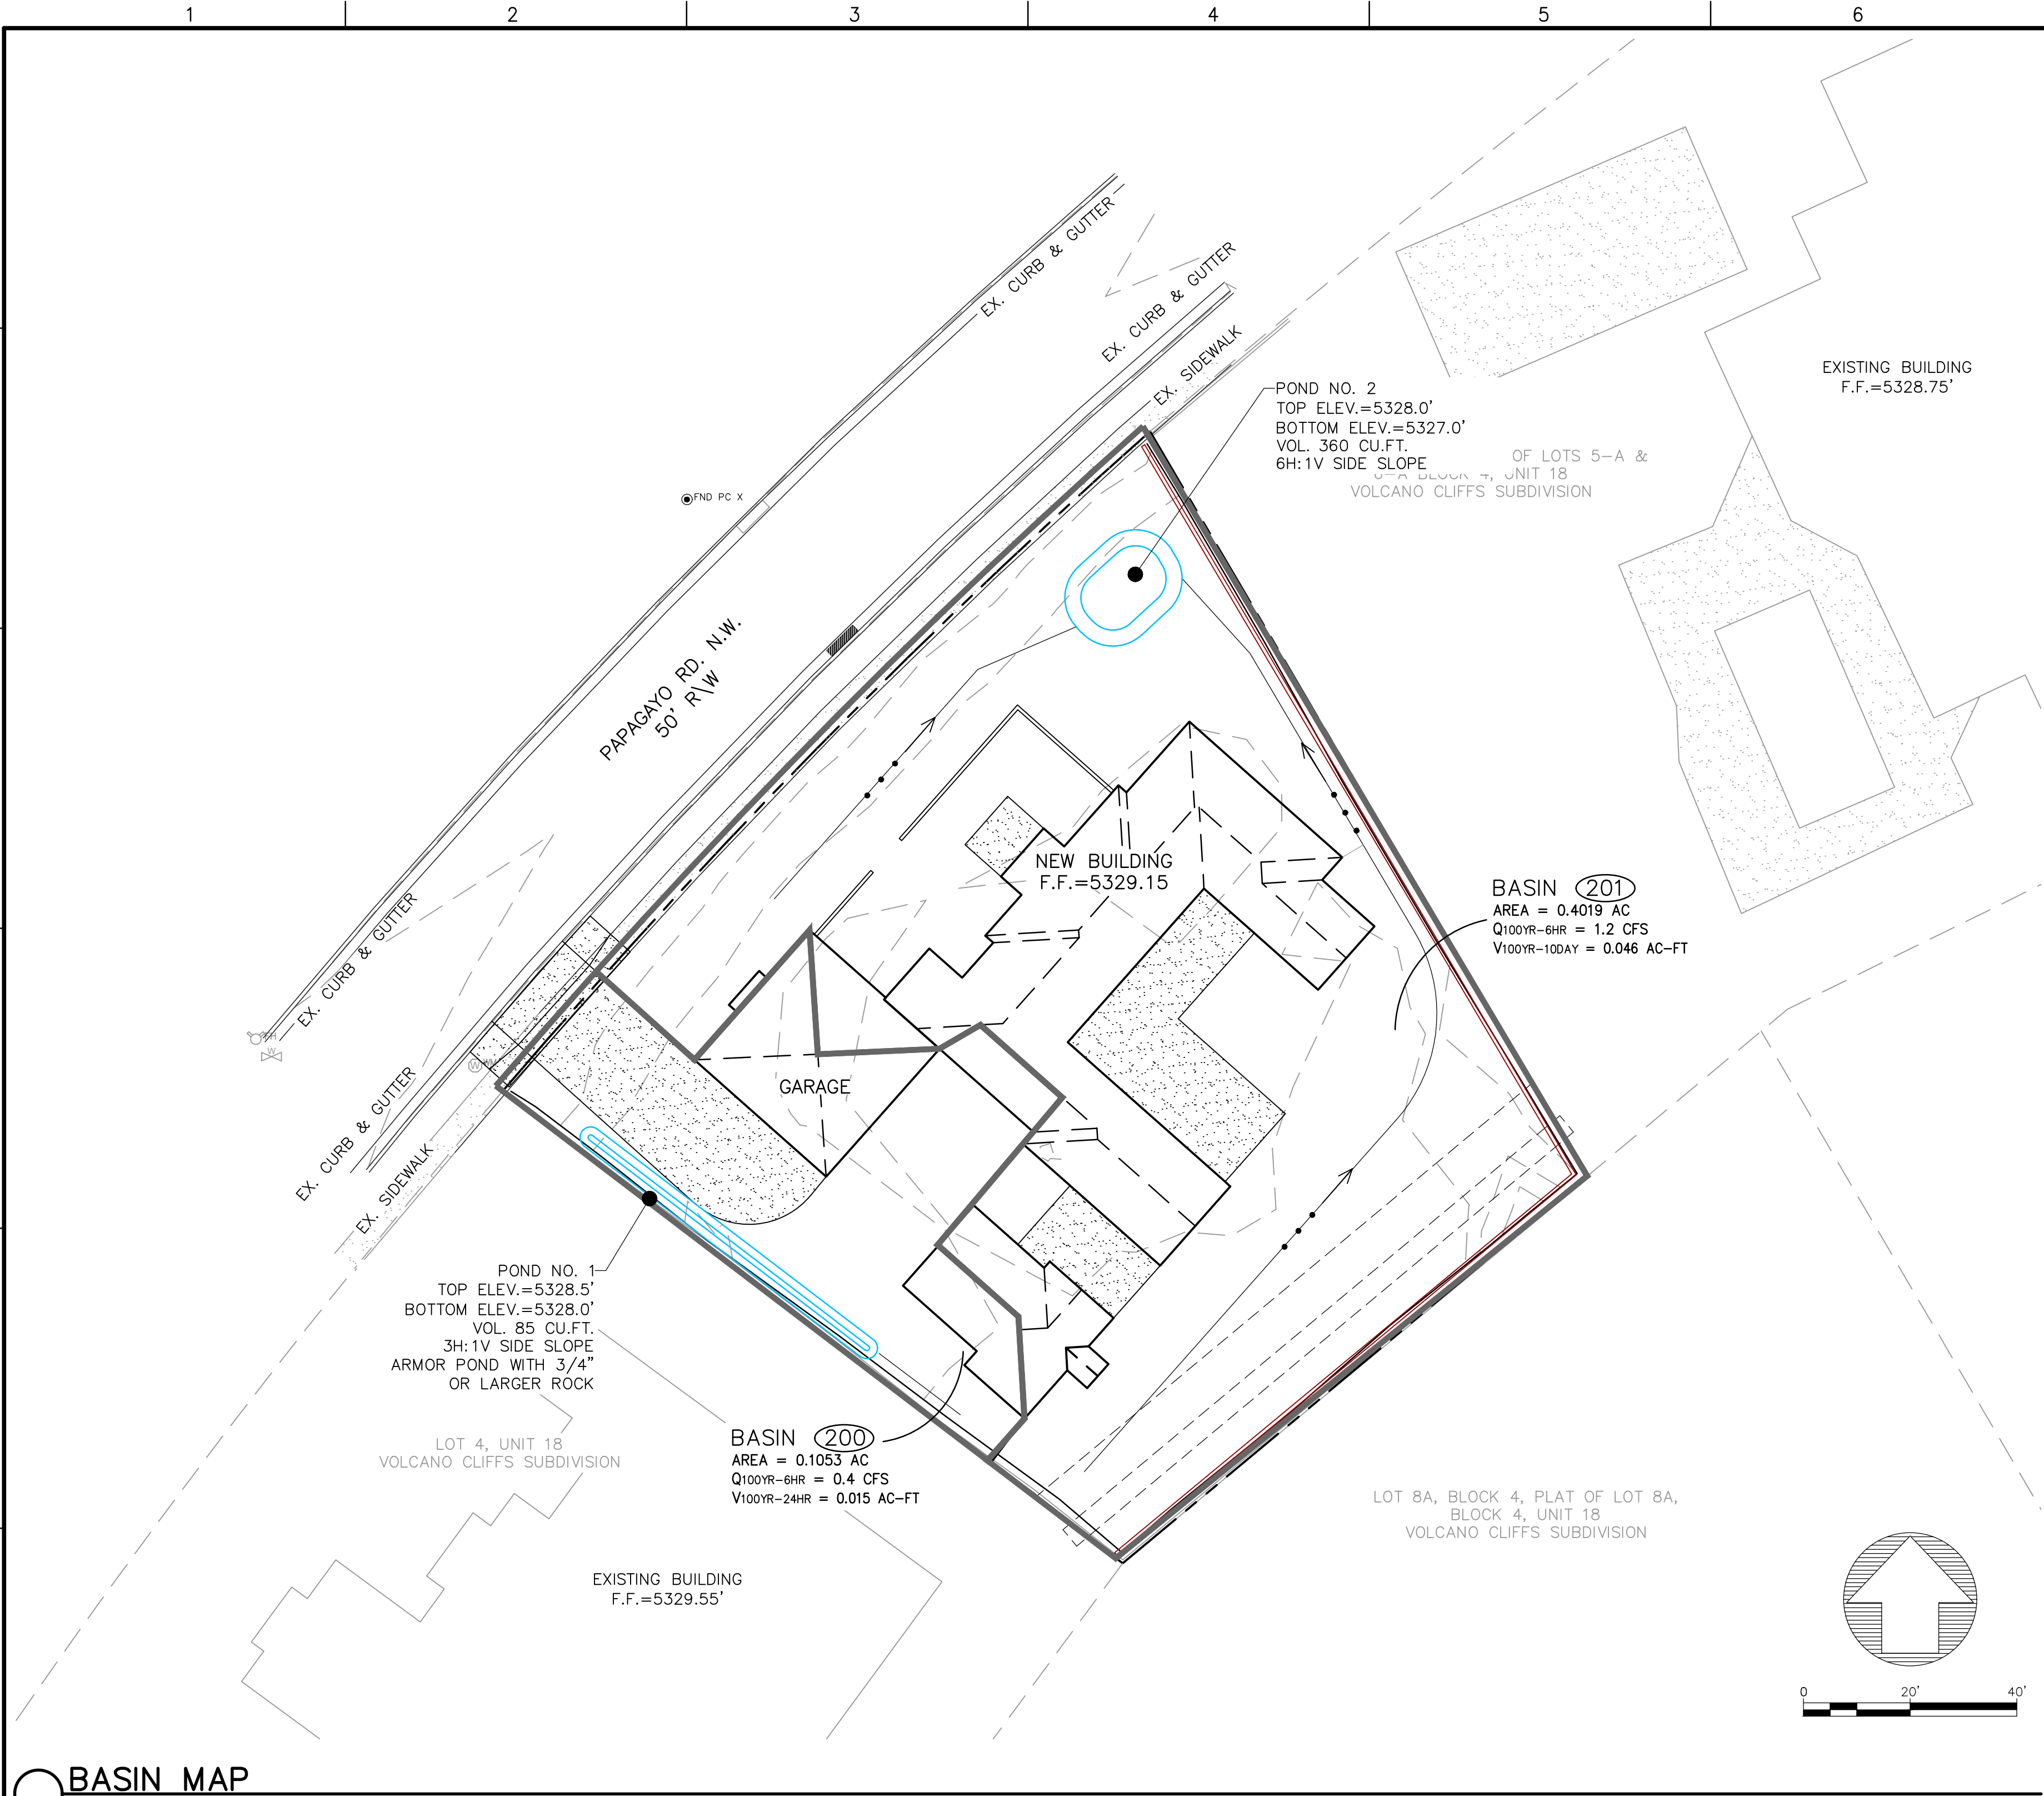 1
2
3
4
5
6
EX. CURB & GUTTER
EX. CURB & GUTTER
EX. SIDEWALK
EXISTING BUILDING
F.F.=5328.75'
POND NO. 2
TOP ELEV.=5328.0'
BOTTOM ELEV.=5327.0'
VOL. 360 CU.FT.
6H:1V SIDE SLOPE
OF LOTS 5-A &
BLOCK 4, UNIT 18
VOLCANO CLIFFS SUBDIVISION
FND PC X
PAPAGAYO RD. N.W.
50' R\W
NEW BUILDING
F.F.=5329.15
BASIN 201
AREA = 0.4019 AC
Q100YR-6HR = 1.2 CFS
V100YR-10DAY = 0.046 AC-FT
EX. CURB & GUTTER
W
W
GARAGE
EX. CURB & GUTTER
EX. SIDEWALK
POND NO. 1
TOP ELEV.=5328.5'
BOTTOM ELEV.=5328.0'
VOL. 85 CU.FT.
3H:1V SIDE SLOPE
ARMOR POND WITH 3/4"
OR LARGER ROCK
BASIN 200
AREA = 0.1053 AC
Q100YR-6HR = 0.4 CFS
V100YR-24HR = 0.015 AC-FT
LOT 4, UNIT 18
VOLCANO CLIFFS SUBDIVISION
LOT 8A, BLOCK 4, PLAT OF LOT 8A,
BLOCK 4, UNIT 18
VOLCANO CLIFFS SUBDIVISION
EXISTING BUILDING
F.F.=5329.55'
0 20' 40'
BASIN MAP